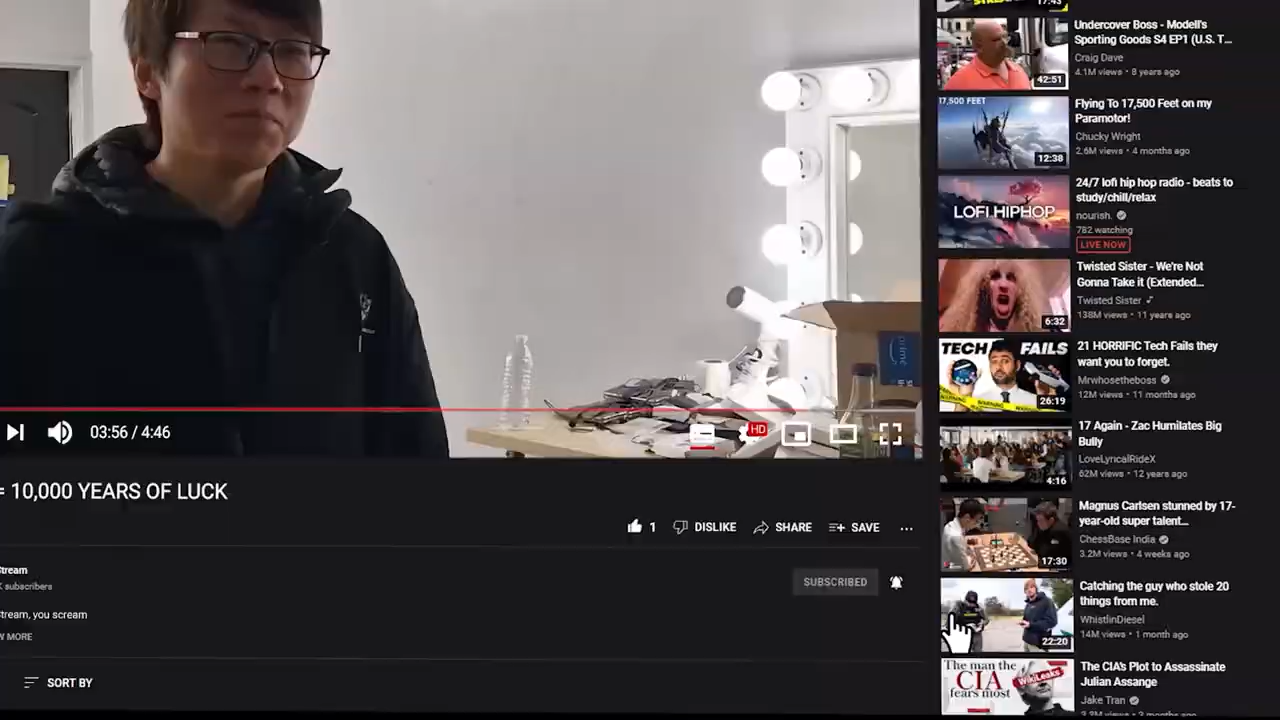 03:56 / 4:46
HD
prime
= 10,000 YEARS OF LUCK
1
DISLIKE
SHARE
SAVE
SUBSCRIBED
subscribers
tream, you scream
SORT BY
17:43
42:51
Undercover Boss - Modell's
Sporting Goods S4 EP1 (U.S. T...
Craig Dave
4.1M views • 8 years ago
17,500 FEET
12:38
Flying To 17,500 Feet on my
Paramotor!
Chucky Wright
2.6M views • 4 months ago
LOFI HIPHOP
24/7 lofi hip hop radio - beats to
study/chill/relax
nourish.
782 watching
LIVE NOW
6:32
Twisted Sister - We're Not
Gonna Take it (Extended...
Twisted Sister
138M views • 11 years ago
TECH FAILS
26:19
21 HORRIFIC Tech Fails they
want you to forget.
Mrwhosetheboss
12M views • 11 months ago
4:16
17 Again - Zac Humilates Big
Bully
LoveLyricalRideX
62M views • 12 years ago
17:30
Magnus Carlsen stunned by 17-
year-old super talent...
ChessBase India
3.2M views • 4 weeks ago
22:20
Catching the guy who stole 20
things from me.
WhistlinDiesel
14M views • 1 month ago
The man the
CIA
fears most
WikiLeaks
The CIA's Plot to Assassinate
Julian Assange
Jake Tran